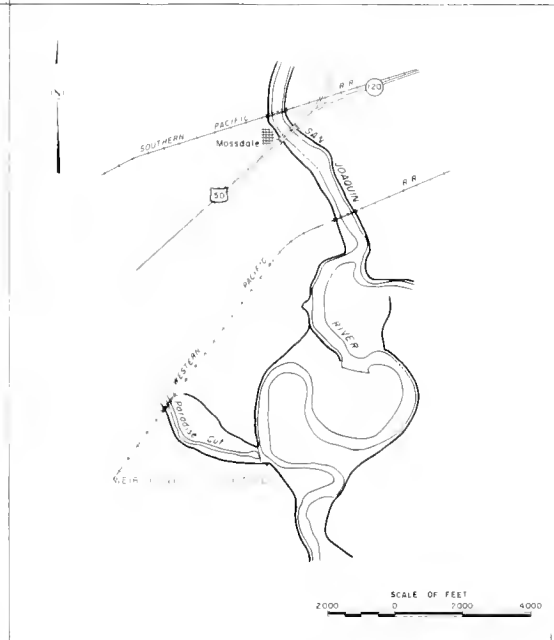 N
120
R R
PACIFIC
SOUTHERN
Mossdale
SAN
JOAQUIN
50
R R
PACIFIC
RIVER
WESTERN
Paradise Cut
SCALE OF FEET
2000 0 2000 4000